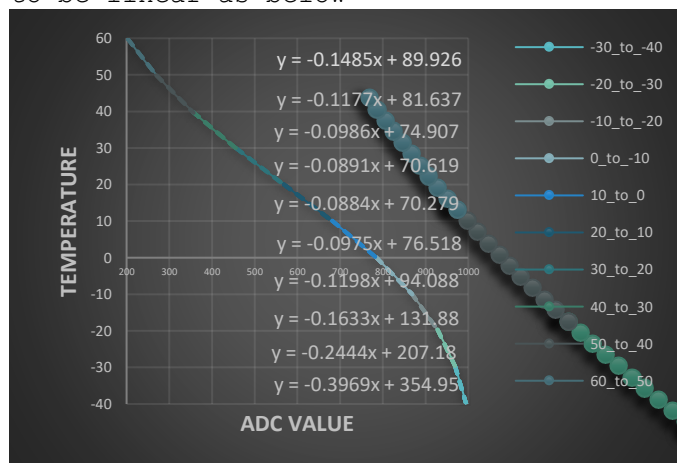 to be linear as below.
60
50
40
30
20
10
0
-10
-20
-30
-40
TEMPERATURE
200 300 400 500 600 700 800 900 1000
ADC VALUE
y = -0.1485x + 89.926
y = -0.1177x + 81.637
y = -0.0986x + 74.907
y = -0.0891x + 70.619
y = -0.0884x + 70.279
y = -0.0975x + 76.518
y = -0.1198x + 94.088
y = -0.1633x + 131.88
y = -0.2444x + 207.18
y = -0.3969x + 354.95
-30_to_-40
-20_to_-30
-10_to_-20
0_to_-10
10_to_0
20_to_10
30_to_20
40_to_30
50_to_40
60_to_50